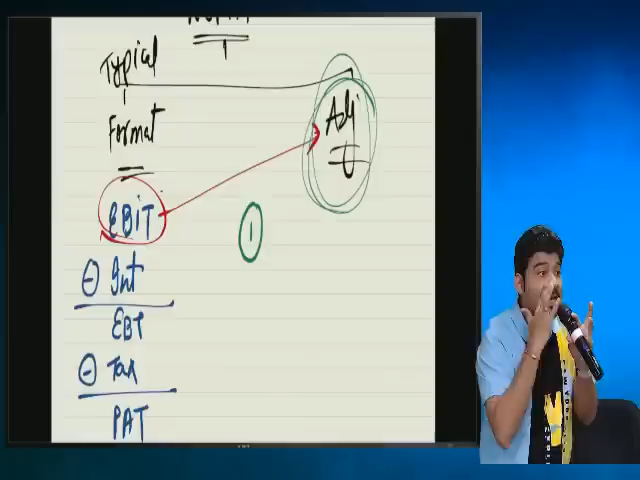 Typical
Format
Adj
EBIT
1
⊖ Int
EBT
⊖ Tax
PAT